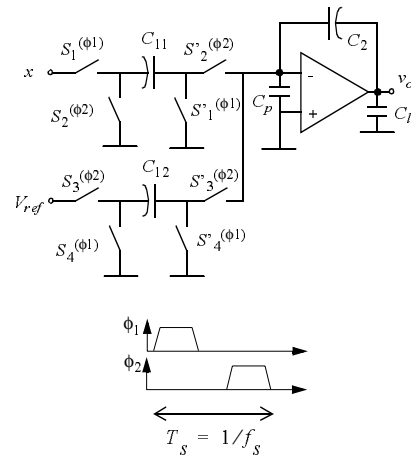 S1(ϕ1)
C11
S'2(ϕ2)
C2
x
S2(ϕ2)
S'1(ϕ1)
Cp
-
+
vo
Cl
S3(ϕ2)
C12
S'3(ϕ2)
Vref
S4(ϕ1)
S'4(ϕ1)
ϕ1
ϕ2
Ts = 1/fs